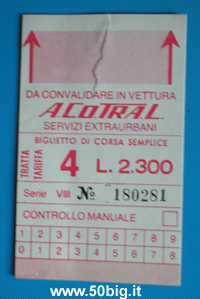 DA CONVALIDARE IN VETTURA
ACOTRAL
SERVIZI EXTRAURBANI
BIGLIETTO DI CORSA SEMPLICE
TRATTA
TARIFFA
4 L. 2.300
Serie VIII No 180281
CONTROLLO MANUALE
1 2 3 4 5 6 7 8 9
0 1 2 3 4 5 6 7 8
www.50big.it